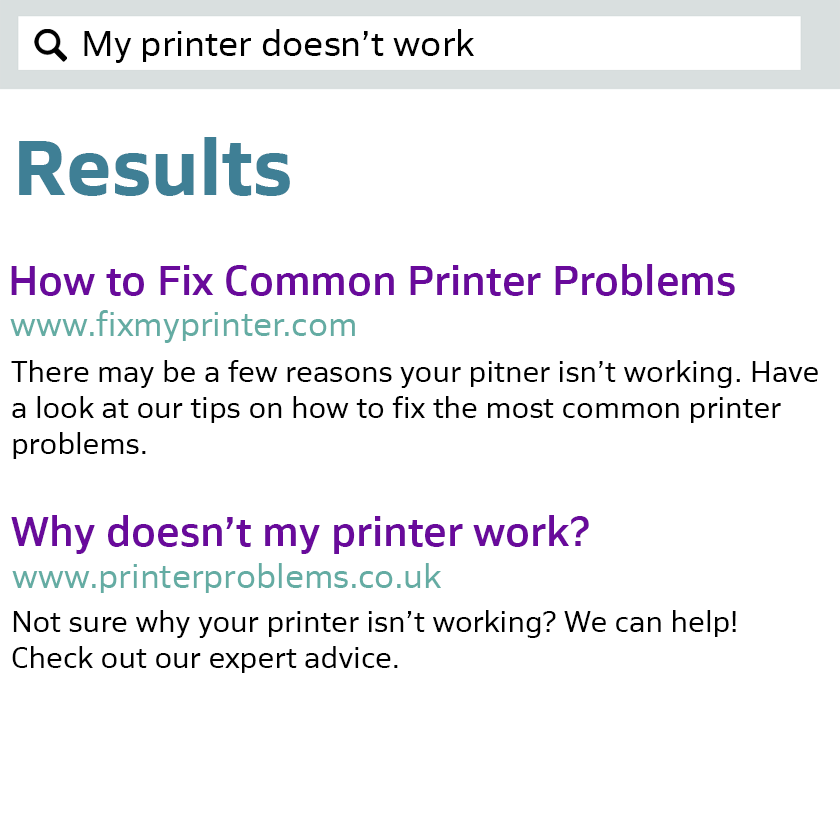 My printer doesn’t work
Results
How to Fix Common Printer Problems
www.fixmyprinter.com
There may be a few reasons your pitner isn’t working. Have
a look at our tips on how to fix the most common printer
problems.
Why doesn’t my printer work?
www.printerproblems.co.uk
Not sure why your printer isn’t working? We can help!
Check out our expert advice.